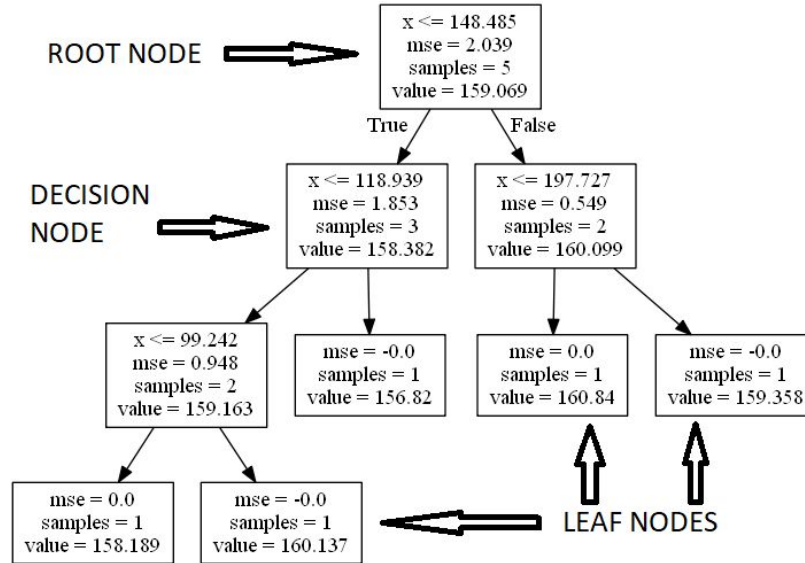 ROOT NODE
x <= 148.485
mse = 2.039
samples = 5
value = 159.069
True
False
DECISION
NODE
x <= 118.939
mse = 1.853
samples = 3
value = 158.382
x <= 197.727
mse = 0.549
samples = 2
value = 160.099
x <= 99.242
mse = 0.948
samples = 2
value = 159.163
mse = -0.0
samples = 1
value = 156.82
mse = 0.0
samples = 1
value = 160.84
mse = -0.0
samples = 1
value = 159.358
mse = 0.0
samples = 1
value = 158.189
mse = -0.0
samples = 1
value = 160.137
LEAF NODES